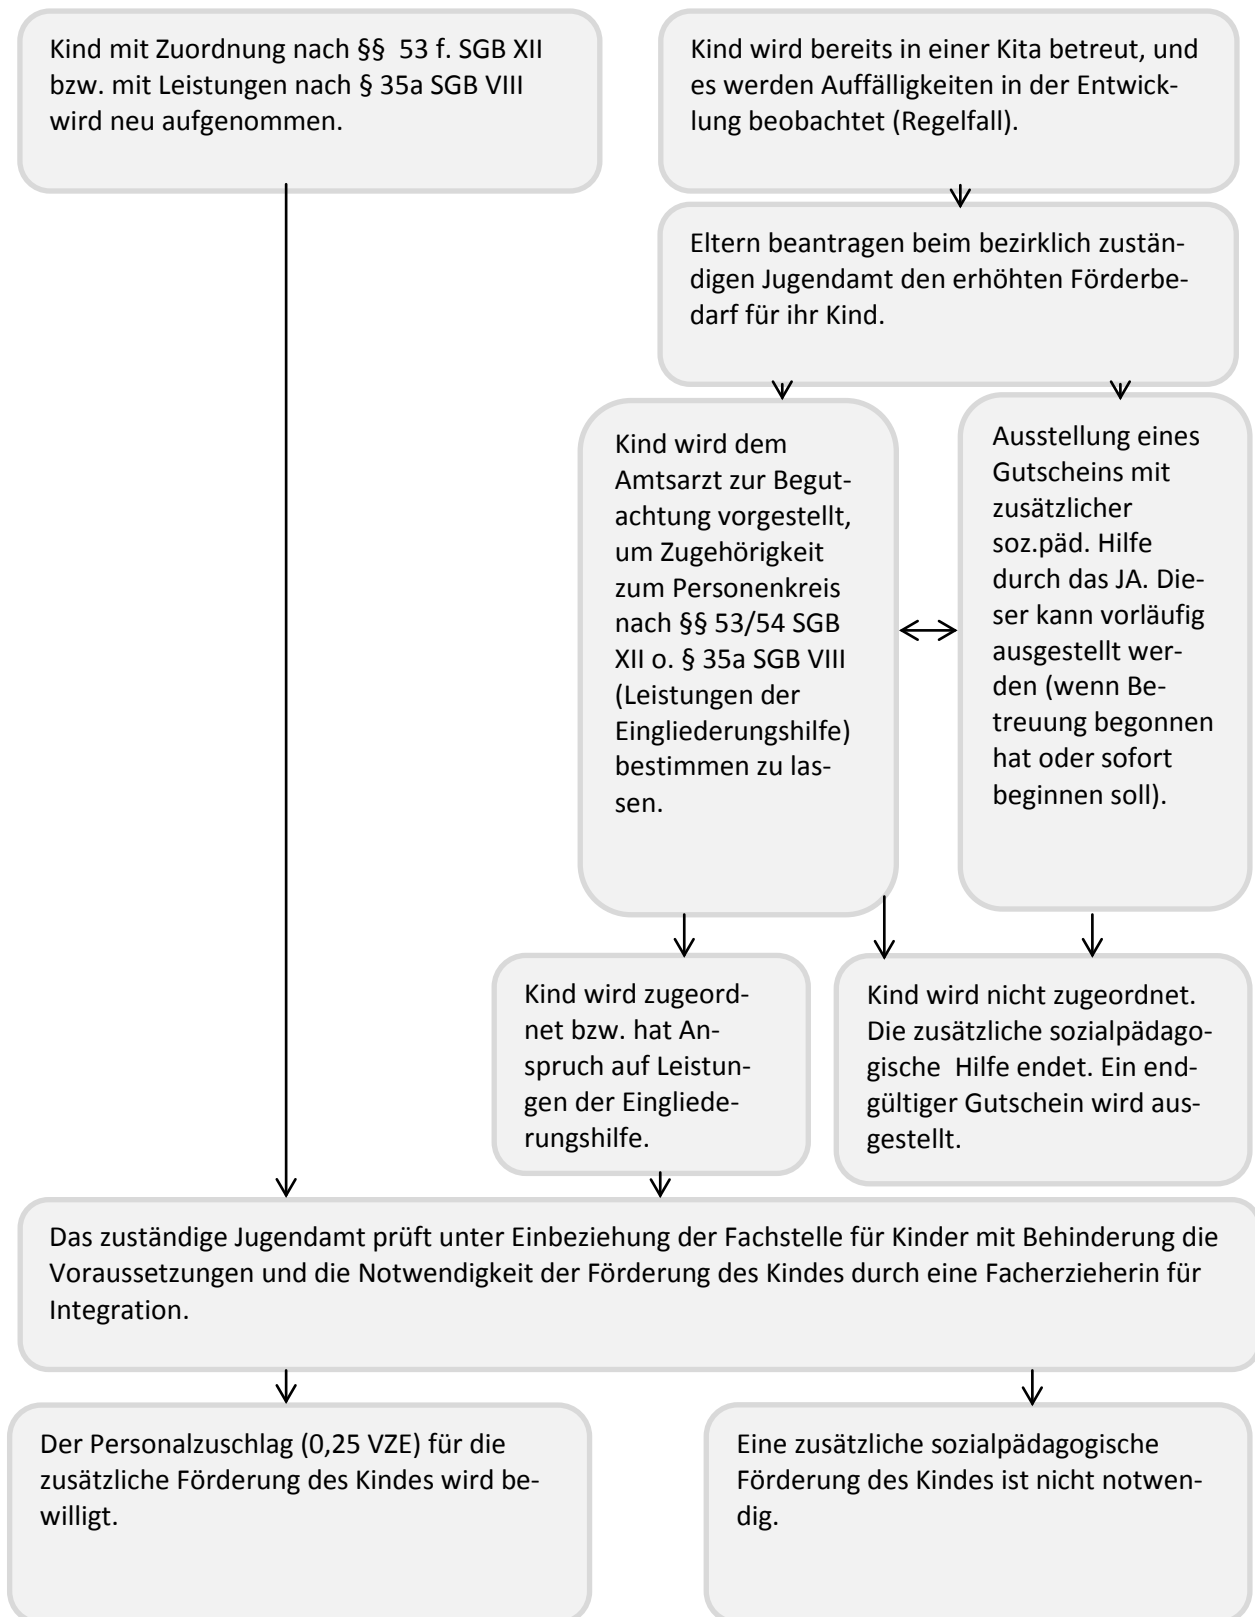 Kind mit Zuordnung nach §§  53 f. SGB XII
bzw. mit Leistungen nach § 35a SGB VIII
wird neu aufgenommen.
Kind wird bereits in einer Kita betreut, und
es werden Auffälligkeiten in der Entwick-
lung beobachtet (Regelfall).
Eltern beantragen beim bezirklich zustän-
digen Jugendamt den erhöhten Förderbe-
darf für ihr Kind.
Kind wird dem
Amtsarzt zur Begut-
achtung vorgestellt,
um Zugehörigkeit
zum Personenkreis
nach §§ 53/54 SGB
XII o. § 35a SGB VIII
(Leistungen der
Eingliederungshilfe)
bestimmen zu las-
sen.
Ausstellung eines
Gutscheins mit
zusätzlicher
soz.päd. Hilfe
durch das JA. Die-
ser kann vorläufig
ausgestellt wer-
den (wenn Be-
treuung begonnen
hat oder sofort
beginnen soll).
Kind wird zugeord-
net bzw. hat An-
spruch auf Leistun-
gen der Eingliede-
rungshilfe.
Kind wird nicht zugeordnet.
Die zusätzliche sozialpädago-
gische  Hilfe endet. Ein end-
gültiger Gutschein wird aus-
gestellt.
Das zuständige Jugendamt prüft unter Einbeziehung der Fachstelle für Kinder mit Behinderung die
Voraussetzungen und die Notwendigkeit der Förderung des Kindes durch eine Facherzieherin für
Integration.
Der Personalzuschlag (0,25 VZE) für die
zusätzliche Förderung des Kindes wird be-
willigt.
Eine zusätzliche sozialpädagogische
Förderung des Kindes ist nicht notwen-
dig.